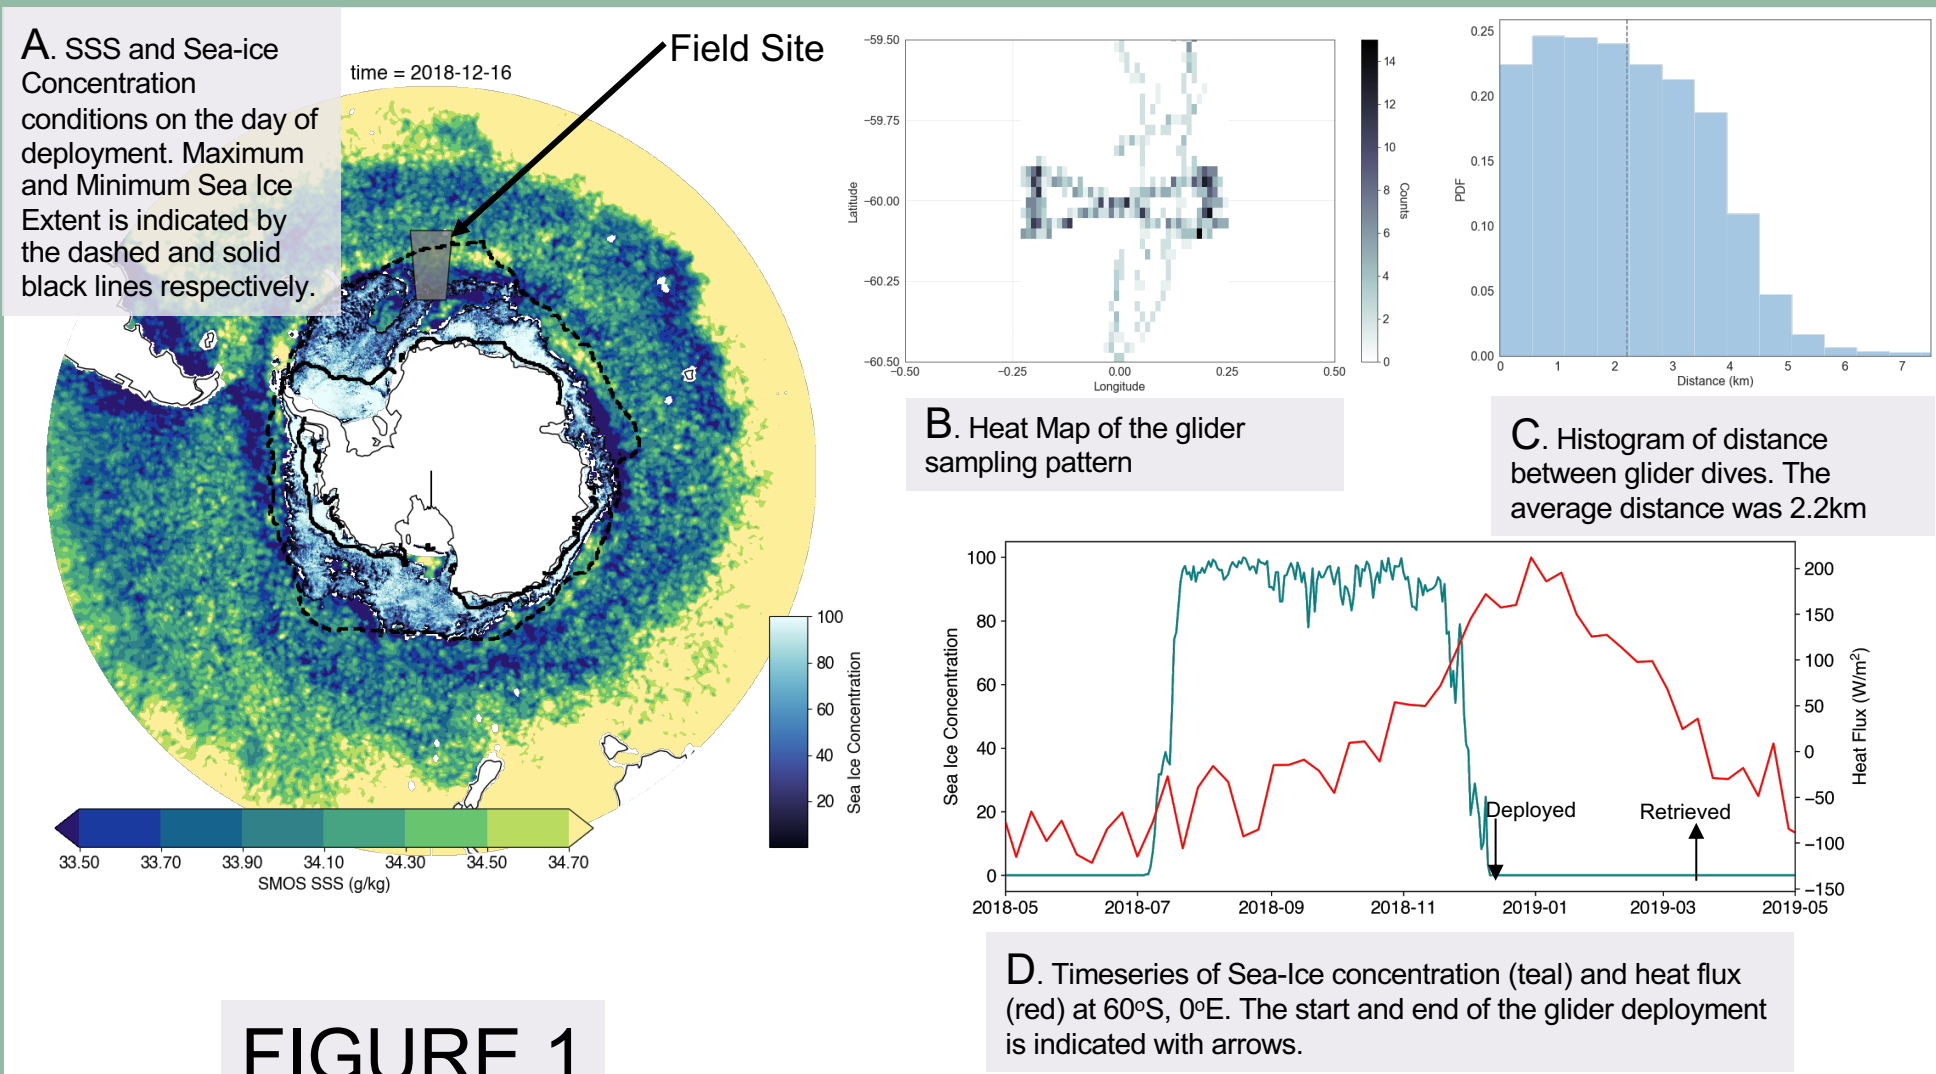 A. SSS and Sea-ice
Concentration
conditions on the day of
deployment. Maximum
and Minimum Sea Ice
Extent is indicated by
the dashed and solid
black lines respectively.
time = 2018-12-16
Field Site
100
80
60
40
20
Sea Ice Concentration
33.50 33.70 33.90 34.10 34.30 34.50 34.70
SMOS SSS (g/kg)
−59.50
−59.75
−60.00
−60.25
−60.50
Latitude
−0.50 −0.25 0.00 0.25 0.50
Longitude
14
12
10
8
6
4
2
0
Counts
B. Heat Map of the glider
sampling pattern
0.25
0.20
0.15
0.10
0.05
0.00
PDF
0 1 2 3 4 5 6 7
Distance (km)
C. Histogram of distance
between glider dives. The
average distance was 2.2km
100
80
60
40
20
0
Sea Ice Concentration
200
150
100
50
0
−50
−100
−150
Heat Flux (W/m²)
Deployed
Retrieved
2018-05 2018-07 2018-09 2018-11 2019-01 2019-03 2019-05
D. Timeseries of Sea-Ice concentration (teal) and heat flux
(red) at 60ºS, 0ºE. The start and end of the glider deployment
is indicated with arrows.
FIGURE 1